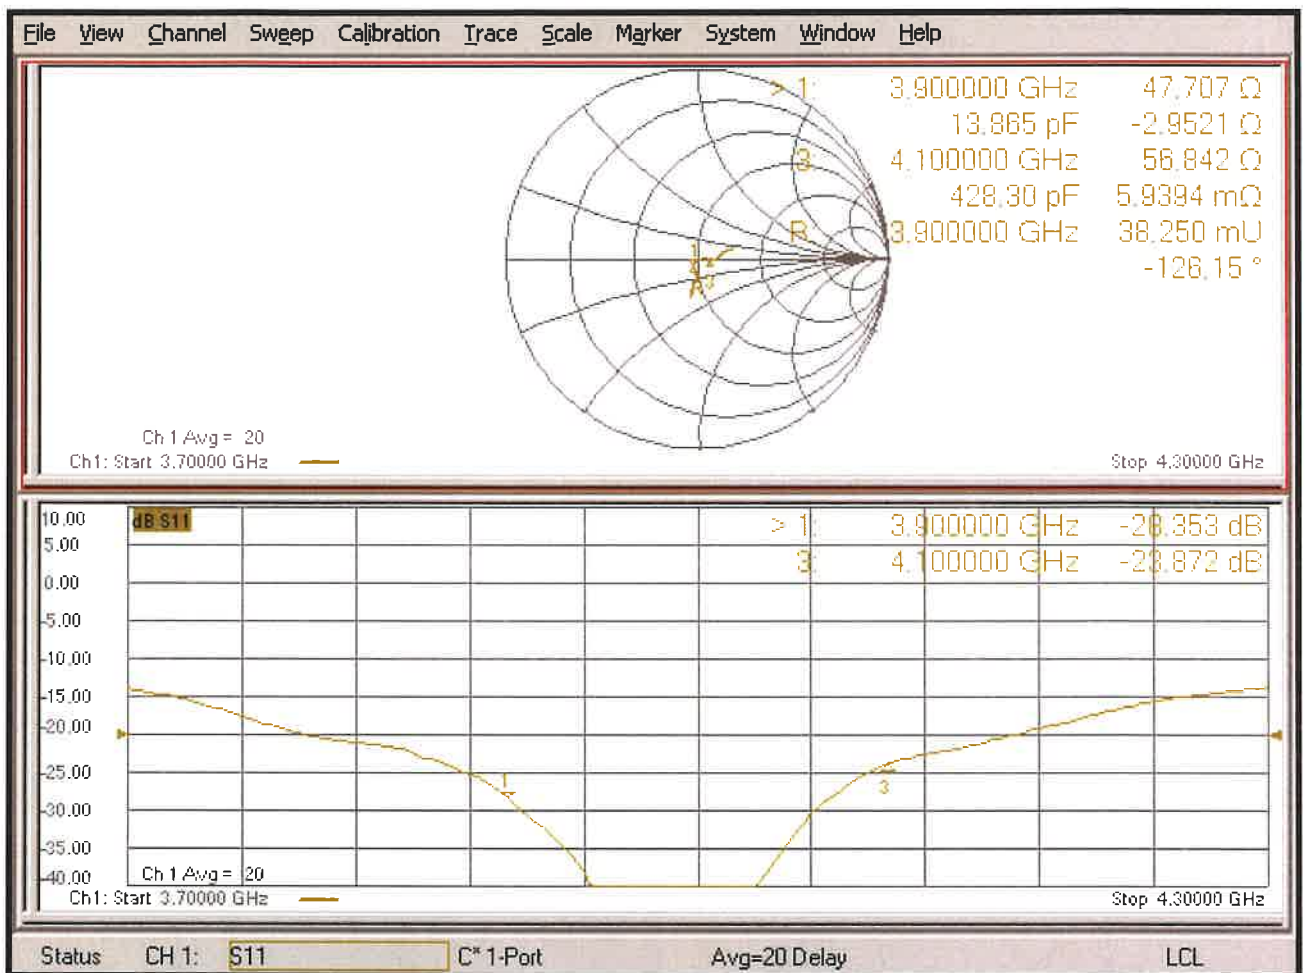 File View Channel Sweep Calibration Trace Scale Marker System Window Help
> 1: 3.900000 GHz 47.707 Ω
13.865 pF -2.9521 Ω
3: 4.100000 GHz 56.842 Ω
428.30 pF 5.9394 mΩ
R 3.900000 GHz 38.250 mU
-126.15 °
1
3
Ch 1 Avg = 20
Ch1: Start 3.70000 GHz
Stop 4.30000 GHz
10.00
dB S11
> 1: 3.900000 GHz -28.353 dB
5.00
3: 4.100000 GHz -23.872 dB
0.00
-5.00
-10.00
-15.00
-20.00
-25.00
1
3
-30.00
-35.00
-40.00
Ch 1 Avg = 20
Ch1: Start 3.70000 GHz
Stop 4.30000 GHz
Status CH 1: S11 C* 1-Port Avg=20 Delay LCL